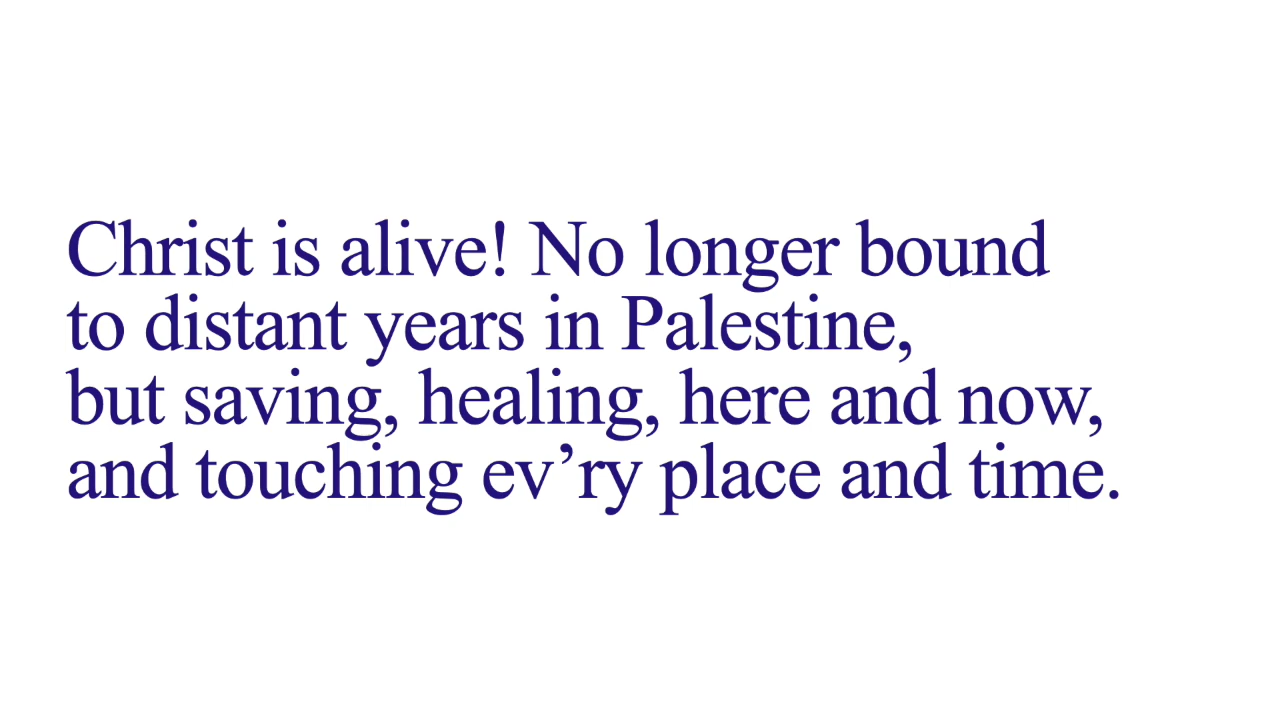 Christ is alive! No longer bound
to distant years in Palestine,
but saving, healing, here and now,
and touching ev’ry place and time.